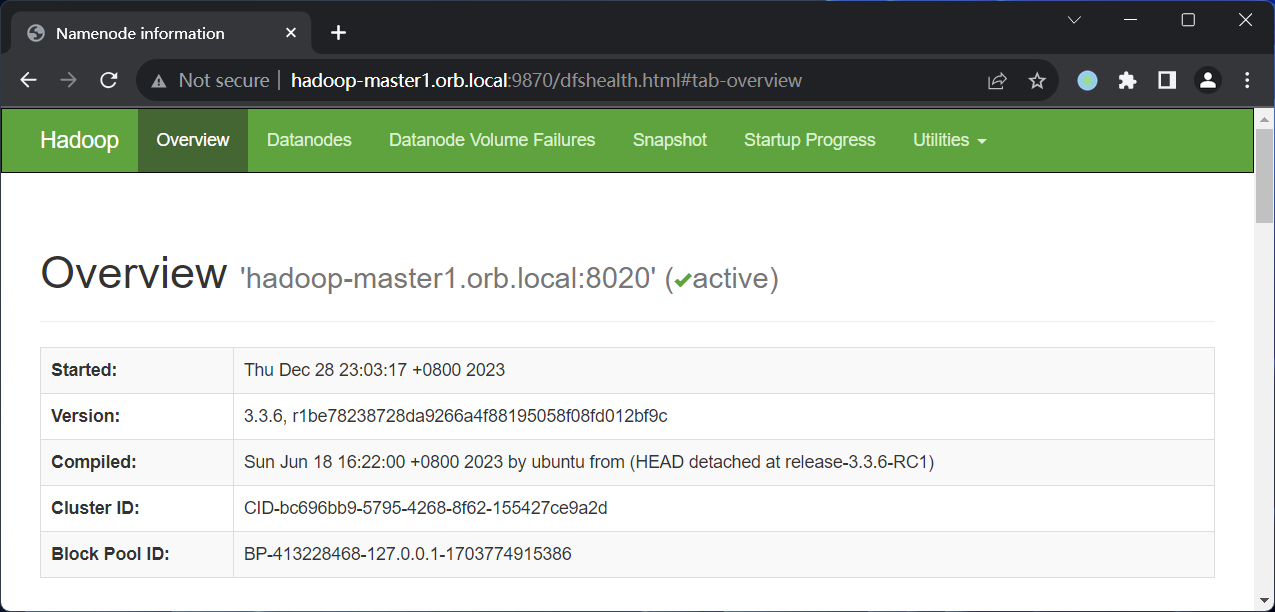 Namenode information
Not secure hadoop-master1.orb.local:9870/dfshealth.html#tab-overview
Hadoop Overview Datanodes Datanode Volume Failures Snapshot Startup Progress Utilities
Overview 'hadoop-master1.orb.local:8020' (✔active)
Started: Thu Dec 28 23:03:17 +0800 2023
Version: 3.3.6, r1be78238728da9266a4f88195058f08fd012bf9c
Compiled: Sun Jun 18 16:22:00 +0800 2023 by ubuntu from (HEAD detached at release-3.3.6-RC1)
Cluster ID: CID-bc696bb9-5795-4268-8f62-155427ce9a2d
Block Pool ID: BP-413228468-127.0.0.1-1703774915386